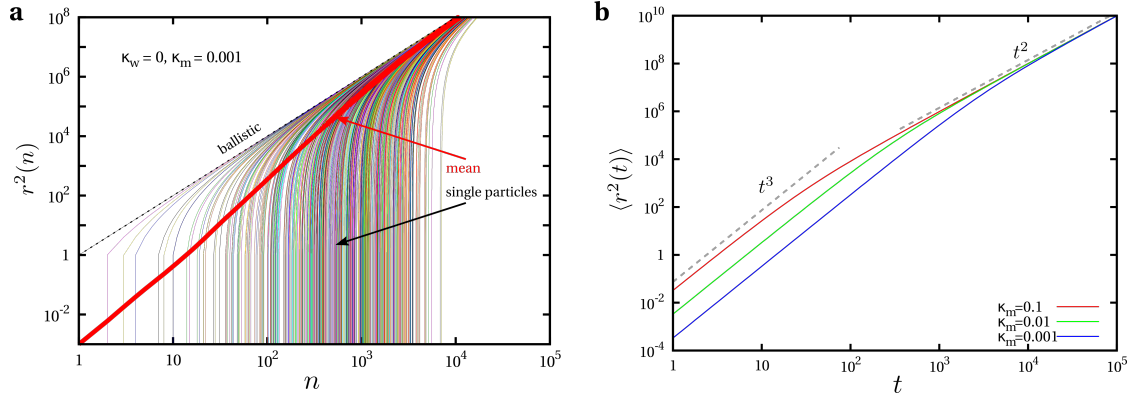 a
r²(n)
10⁸
10⁶
10⁴
10²
1
10⁻²
κw = 0, κm = 0.001
ballistic
mean
single particles
1
10
10²
10³
10⁴
10⁵
n
b
⟨r²(t)⟩
10¹⁰
10⁸
10⁶
10⁴
10²
1
10⁻²
10⁻⁴
t²
t³
κm=0.1
κm=0.01
κm=0.001
1
10
10²
10³
10⁴
10⁵
t